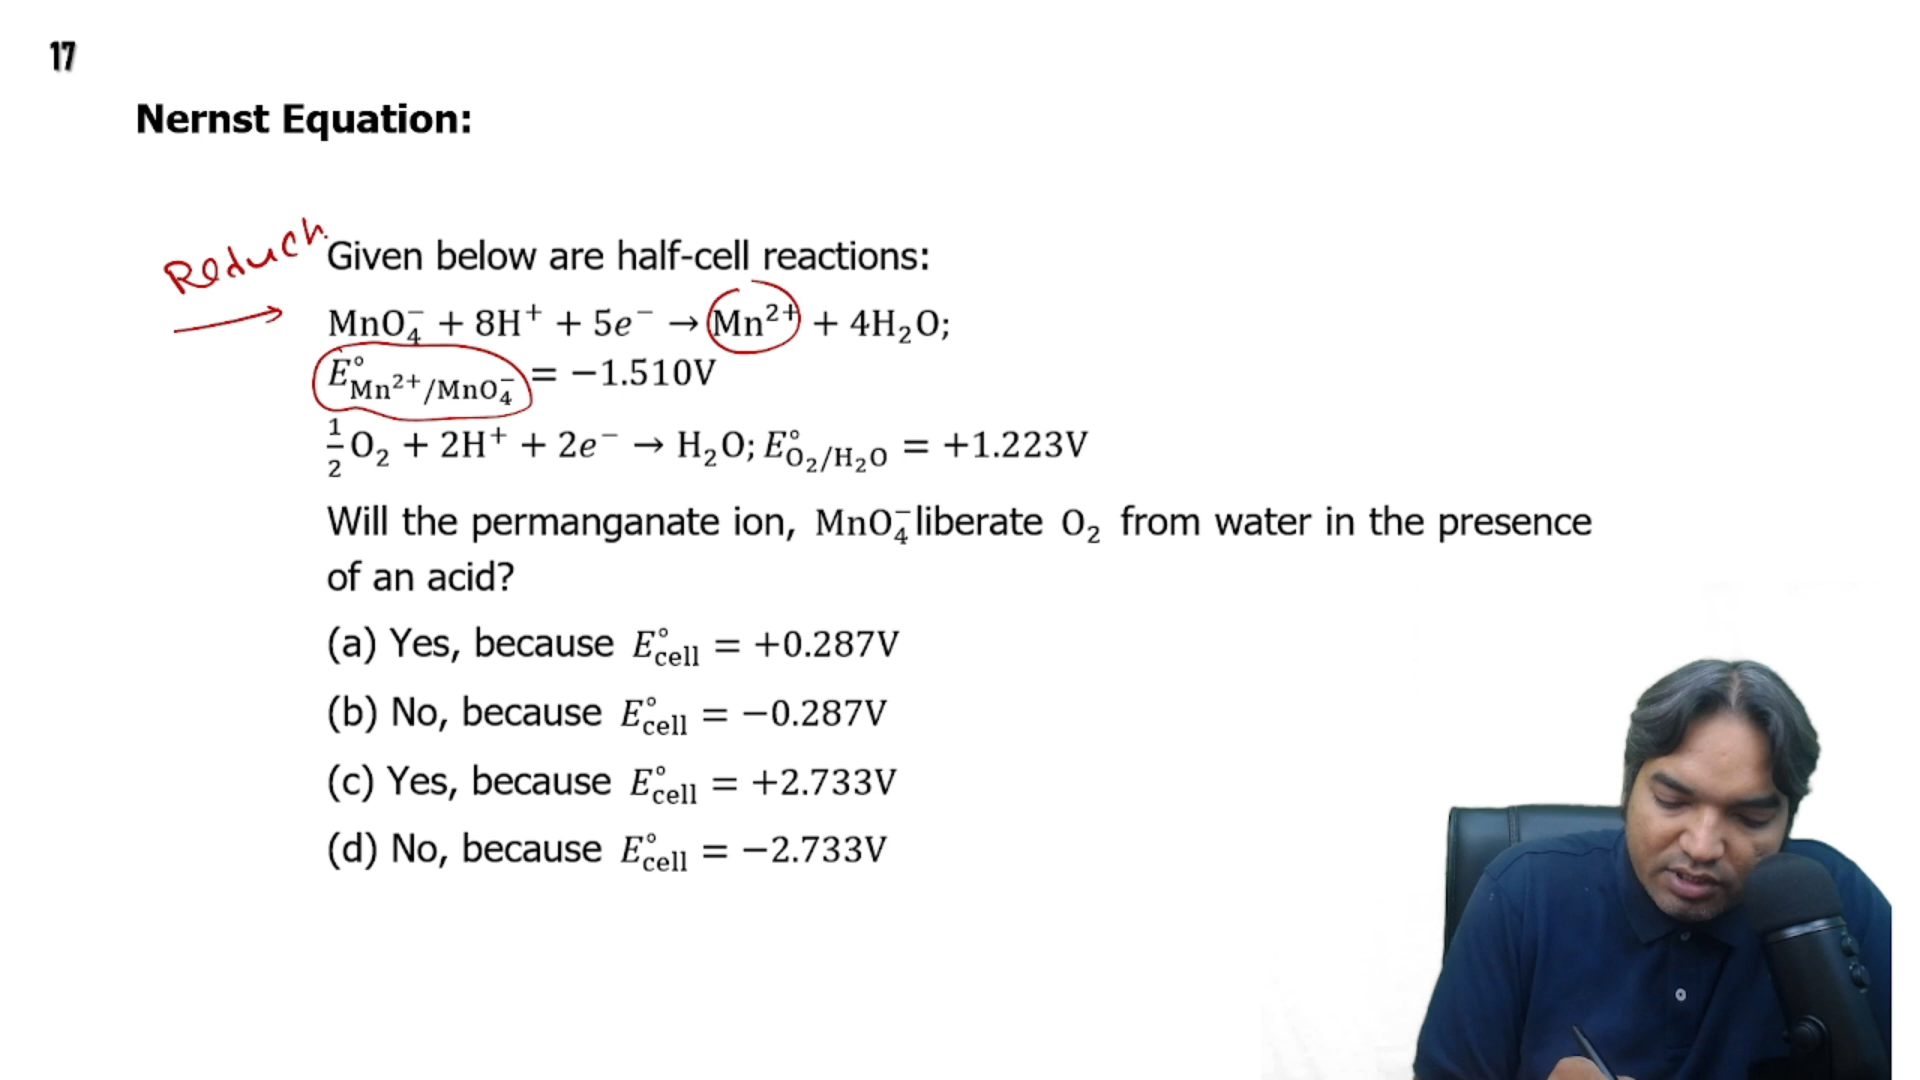 17
Nernst Equation:
Reduch.
Given below are half-cell reactions:
MnO₄⁻ + 8H⁺ + 5e⁻ → Mn²⁺ + 4H₂O;
E°Mn²⁺/MnO₄⁻ = −1.510V
½O₂ + 2H⁺ + 2e⁻ → H₂O; E°O₂/H₂O = +1.223V
Will the permanganate ion, MnO₄⁻ liberate O₂ from water in the presence
of an acid?
(a) Yes, because E°cell = +0.287V
(b) No, because E°cell = −0.287V
(c) Yes, because E°cell = +2.733V
(d) No, because E°cell = −2.733V